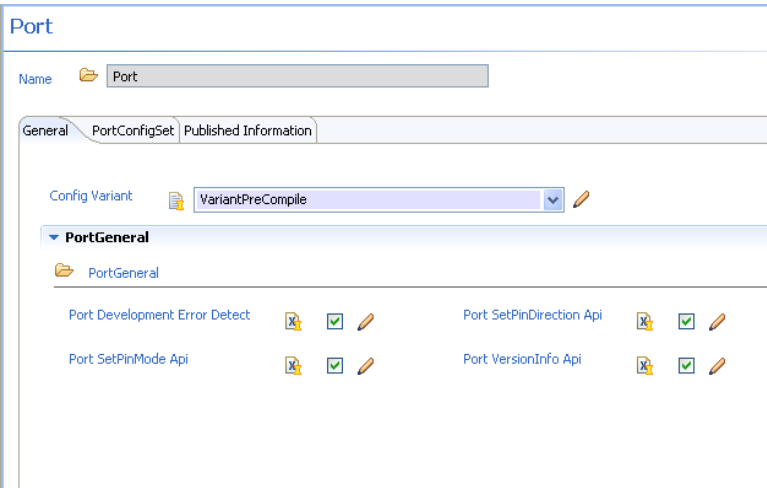 Port
Name Port
General PortConfigSet Published Information
Config Variant VariantPreCompile
PortGeneral
PortGeneral
Port Development Error Detect Port SetPinDirection Api
Port SetPinMode Api Port VersionInfo Api